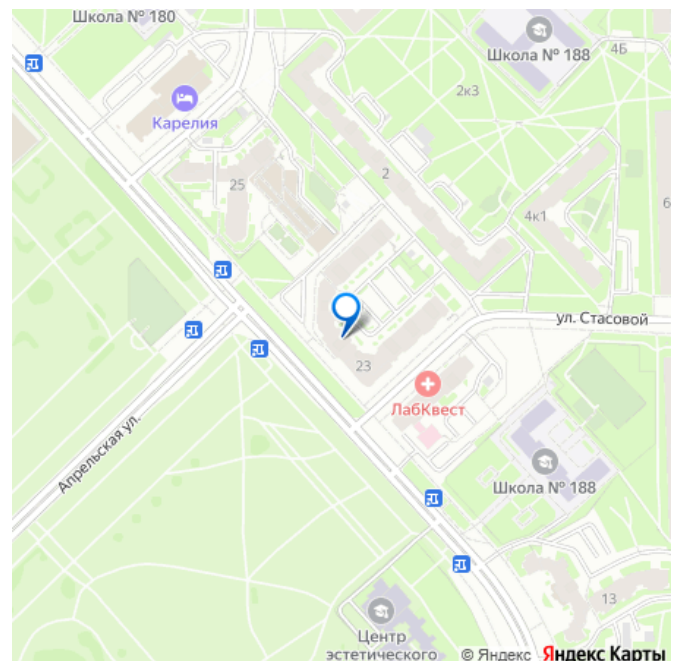 Школа № 180
Школа № 188
4Б
2к3
Карелия
2
25
4к1
6
ул. Стасовой
23
ЛабКвест
Апрельская ул.
Школа № 188
13
Центр
эстетического
© Яндекс Яндекс Карты